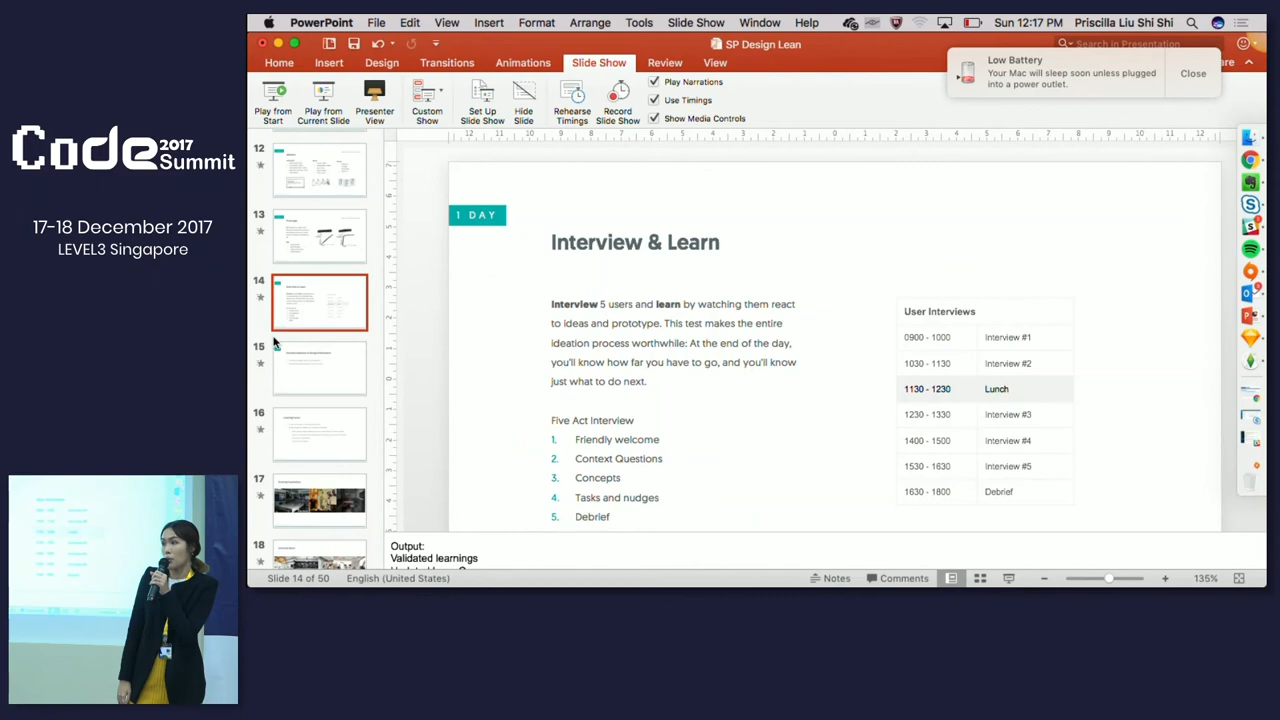 Code 2017 Summit
17-18 December 2017
LEVEL3 Singapore
PowerPoint File Edit View Insert Format Arrange Tools Slide Show Window Help Sun 12:17 PM Priscilla Liu Shi Shi
SP Design Lean
Search in Presentation
Home Insert Design Transitions Animations Slide Show Review View
Low Battery
Your Mac will sleep soon unless plugged
into a power outlet.
Close
Play from Start
Play from Current Slide
Presenter View
Custom Show
Set Up Slide Show
Hide Slide
Rehearse Timings
Record Slide Show
Play Narrations
Use Timings
Show Media Controls
12
13
14
15
16
17
18
1 DAY
Interview & Learn
Interview 5 users and learn by watching them react
to ideas and prototype. This test makes the entire
ideation process worthwhile: At the end of the day,
you'll know how far you have to go, and you'll know
just what to do next.
Five Act Interview
1. Friendly welcome
2. Context Questions
3. Concepts
4. Tasks and nudges
5. Debrief
User Interviews
0900 - 1000 Interview #1
1030 - 1130 Interview #2
1130 - 1230 Lunch
1230 - 1330 Interview #3
1400 - 1500 Interview #4
1530 - 1630 Interview #5
1630 - 1800 Debrief
Output:
Validated learnings
Slide 14 of 50 English (United States) Notes Comments 135%